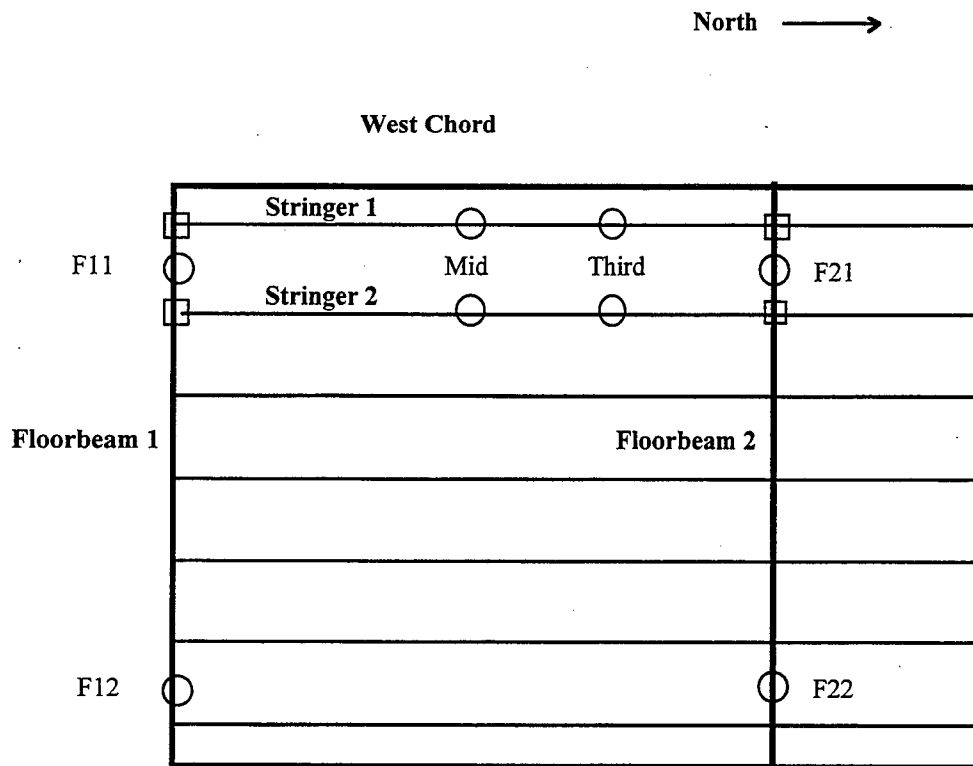 North
West Chord
Stringer 1
F11
Mid
Third
F21
Stringer 2
Floorbeam 1
Floorbeam 2
F12
F22